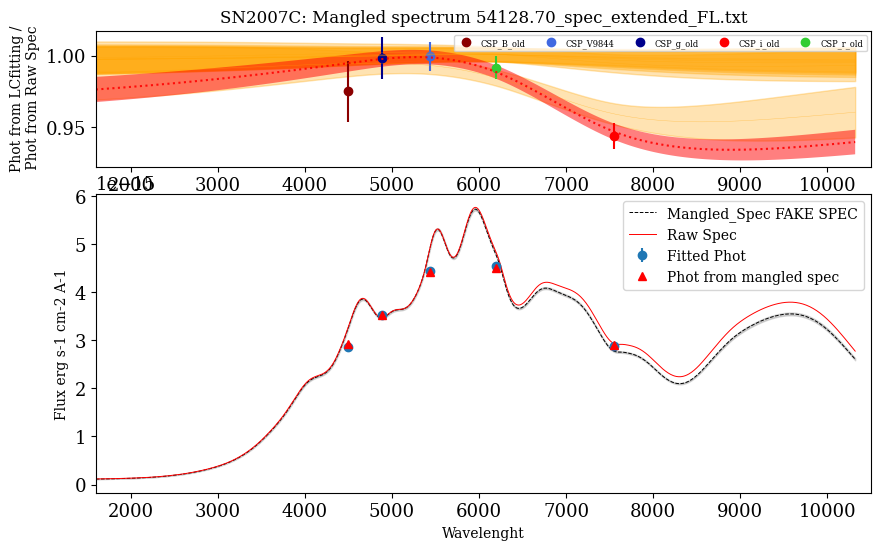 SN2007C: Mangled spectrum 54128.70_spec_extended_FL.txt
Phot from LCfitting /
Phot from Raw Spec
CSP_B_old CSP_V9844 CSP_g_old CSP_i_old CSP_r_old
1.00
0.95
2000 3000 4000 5000 6000 7000 8000 9000 10000
1e−15
Mangled_Spec FAKE SPEC
Raw Spec
Fitted Phot
Phot from mangled spec
Flux erg s-1 cm-2 A-1
6
5
4
3
2
1
0
2000 3000 4000 5000 6000 7000 8000 9000 10000
Wavelenght